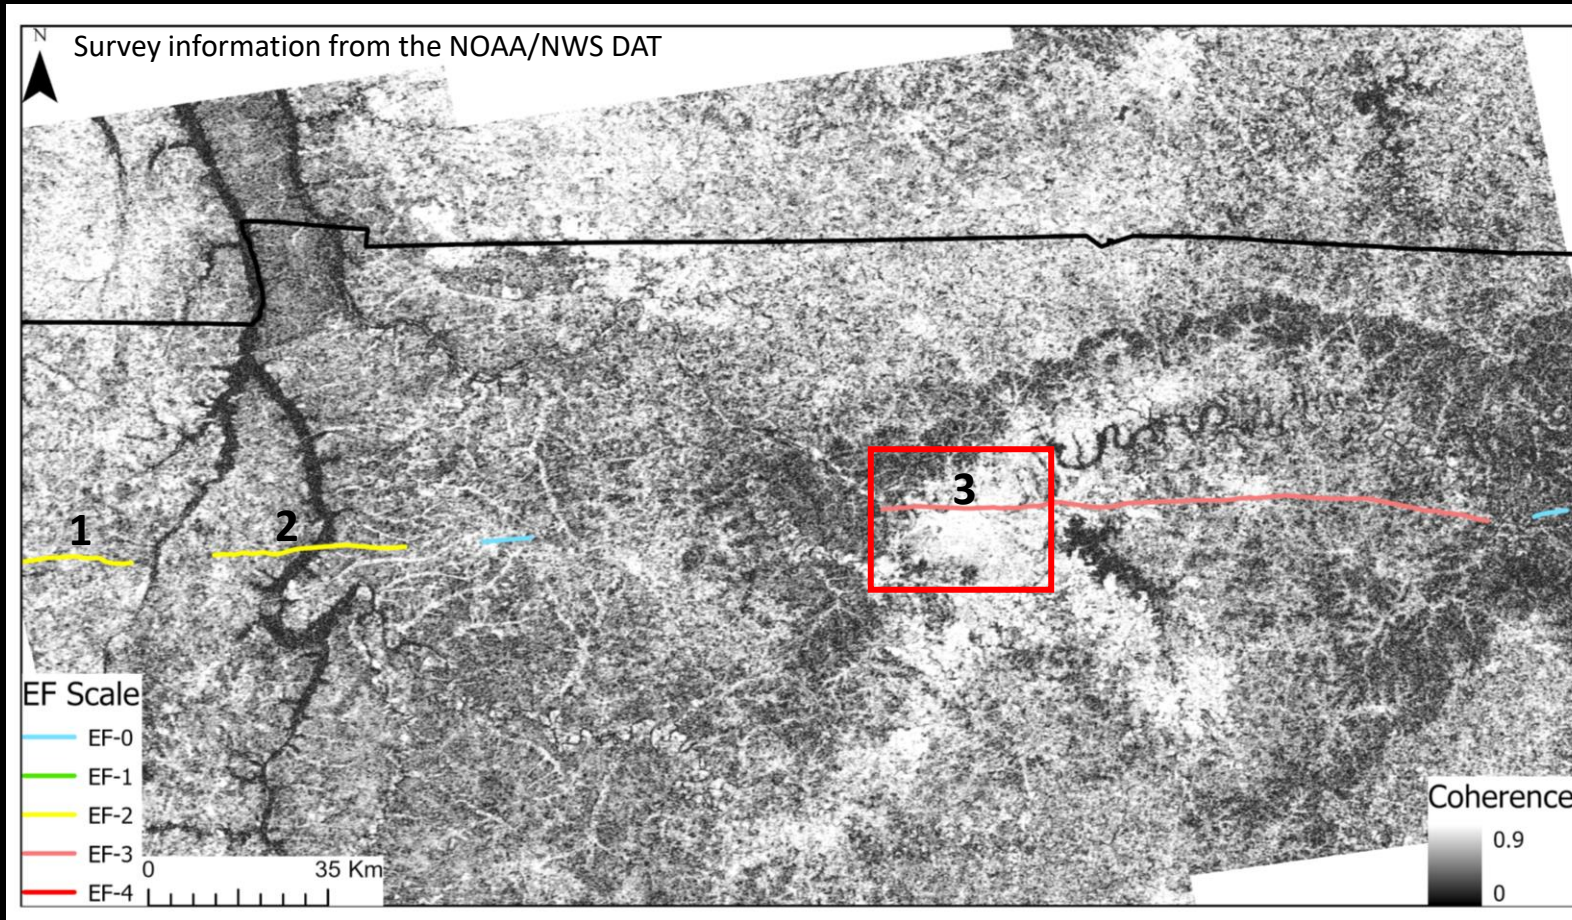 N
Survey information from the NOAA/NWS DAT
3
1
2
EF Scale
EF-0
EF-1
EF-2
EF-3
EF-4
0 35 Km
Coherence
0.9
0